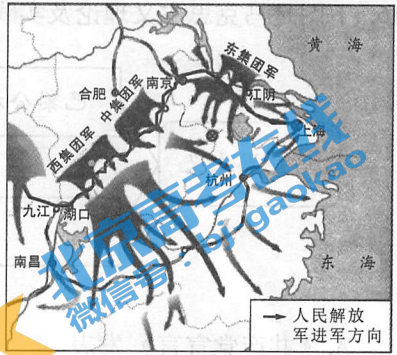 黄 海
东集团军
南京
江阴
合肥
中集团军
上海
西集团军
杭州
九江
湖口
南昌
东 海
北京高考在线
微信号:bj-gaokao
人民解放
军进军方向